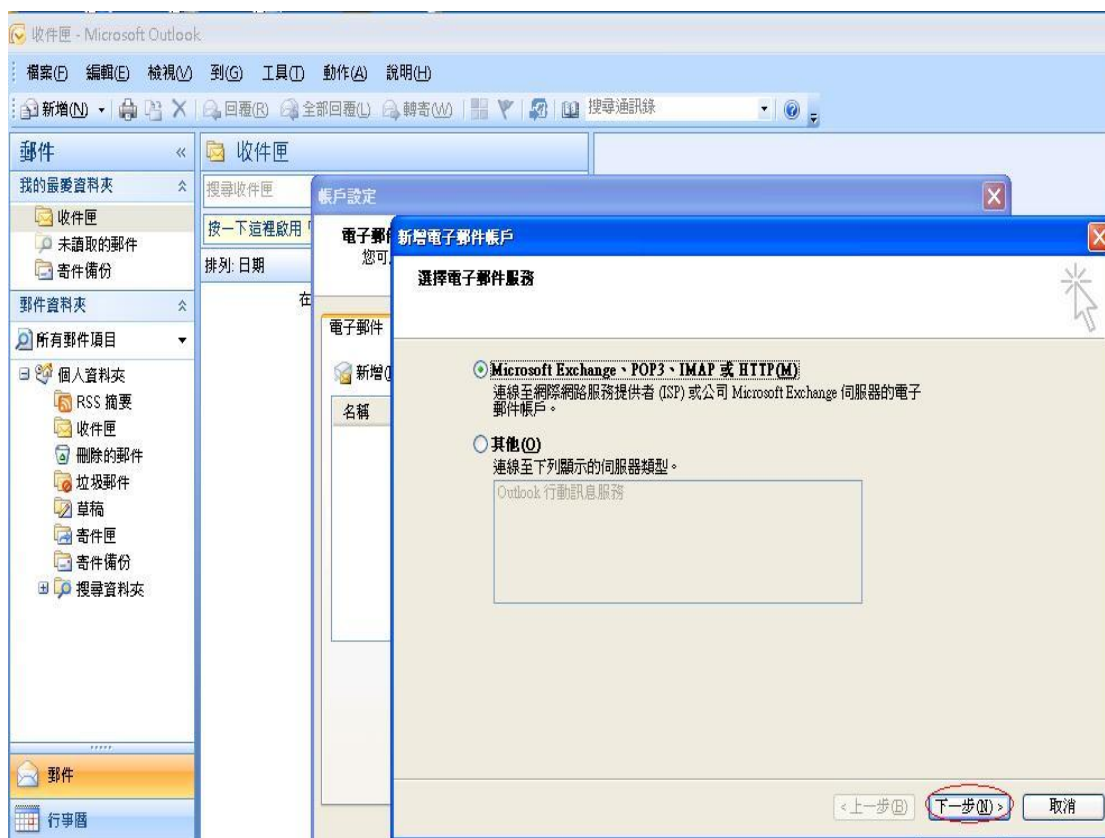 收件匣 - Microsoft Outlook
檔案(F) 編輯(E) 檢視(V) 到(G) 工具(T) 動作(A) 說明(H)
新增(N) 回覆(R) 全部回覆(L) 轉寄(W) 搜尋通訊錄
郵件 «
收件匣
我的最愛資料夾
搜尋收件匣
帳戶設定
收件匣
按一下這裡啟用「
電子郵件
新增電子郵件帳戶
未讀取的郵件
您可
選擇電子郵件服務
寄件備份
排列: 日期
郵件資料夾
在
電子郵件
所有郵件項目
個人資料夾
新增(
Microsoft Exchange、POP3、IMAP 或 HTTP(M)
連線至網際網路服務提供者 (ISP) 或公司 Microsoft Exchange 伺服器的電子
郵件帳戶。
RSS 摘要
名稱
收件匣
其他(O)
刪除的郵件
連線至下列顯示的伺服器類型。
垃圾郵件
Outlook 行動訊息服務
草稿
寄件匣
寄件備份
搜尋資料夾
郵件
<上一步(B) 下一步(N)> 取消
行事曆